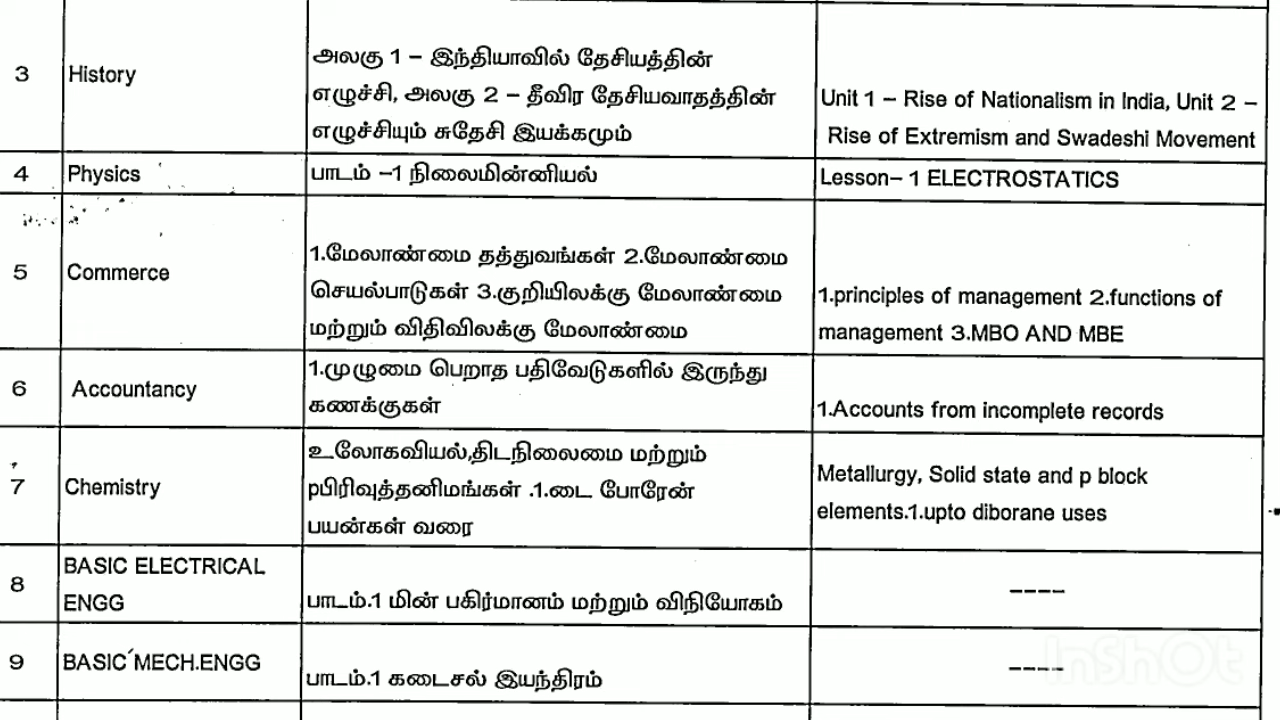 3
History
அலகு 1 – இந்தியாவில் தேசியத்தின்
எழுச்சி, அலகு 2 – தீவிர தேசியவாதத்தின்
எழுச்சியும் சுதேசி இயக்கமும்
Unit 1 – Rise of Nationalism in India, Unit 2 –
Rise of Extremism and Swadeshi Movement
4
Physics
பாடம் –1 நிலைமின்னியல்
Lesson– 1 ELECTROSTATICS
5
Commerce
1.மேலாண்மை தத்துவங்கள் 2.மேலாண்மை
செயல்பாடுகள் 3.குறியிலக்கு மேலாண்மை
மற்றும் விதிவிலக்கு மேலாண்மை
1.principles of management 2.functions of
management 3.MBO AND MBE
6
Accountancy
1.முழுமை பெறாத பதிவேடுகளில் இருந்து
கணக்குகள்
1.Accounts from incomplete records
7
Chemistry
உலோகவியல்,திடநிலைமை மற்றும்
pபிரிவுத்தனிமங்கள் .1.டை போரேன்
பயன்கள் வரை
Metallurgy, Solid state and p block
elements.1.upto diborane uses
8
BASIC ELECTRICAL
ENGG
பாடம்.1 மின் பகிர்மானம் மற்றும் விநியோகம்
----
9
BASIC MECH.ENGG
பாடம்.1 கடைசல் இயந்திரம்
----
InShOt